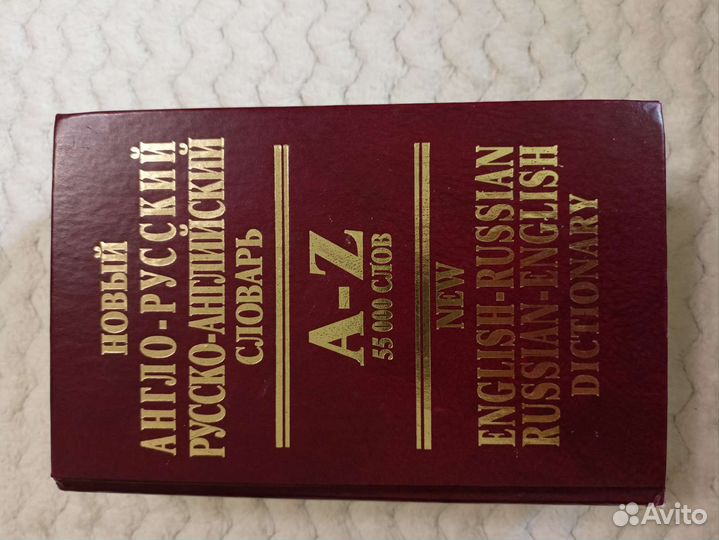 НОВЫЙ
АНГЛО-РУССКИЙ
РУССКО-АНГЛИЙСКИЙ
СЛОВАРЬ
A-Z
55 000 СЛОВ
NEW
ENGLISH-RUSSIAN
RUSSIAN-ENGLISH
DICTIONARY
Avito